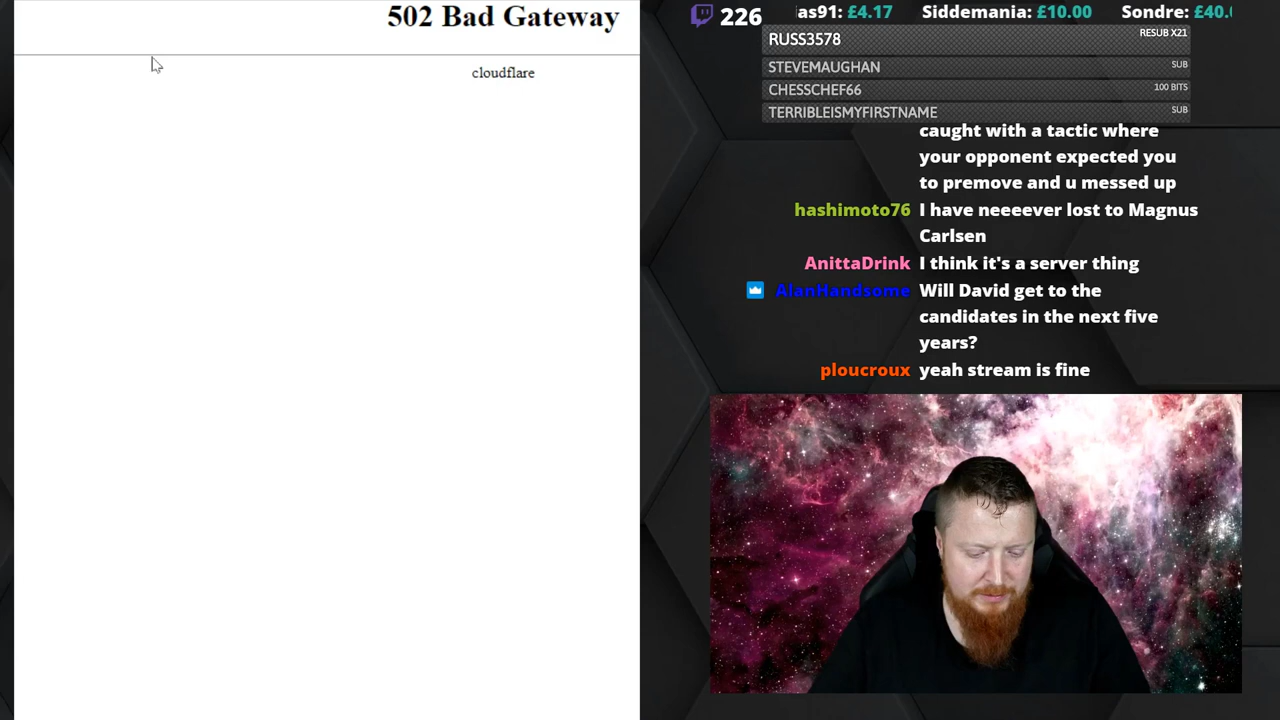 502 Bad Gateway
cloudflare
226
as91: £4.17 Siddemania: £10.00 Sondre: £40.
RUSS3578 RESUB X21
STEVEMAUGHAN SUB
CHESSCHEF66 100 BITS
TERRIBLEISMYFIRSTNAME SUB
caught with a tactic where
your opponent expected you
to premove and u messed up
hashimoto76 I have neeeever lost to Magnus
Carlsen
AnittaDrink I think it's a server thing
AlanHandsome Will David get to the
candidates in the next five
years?
ploucroux yeah stream is fine